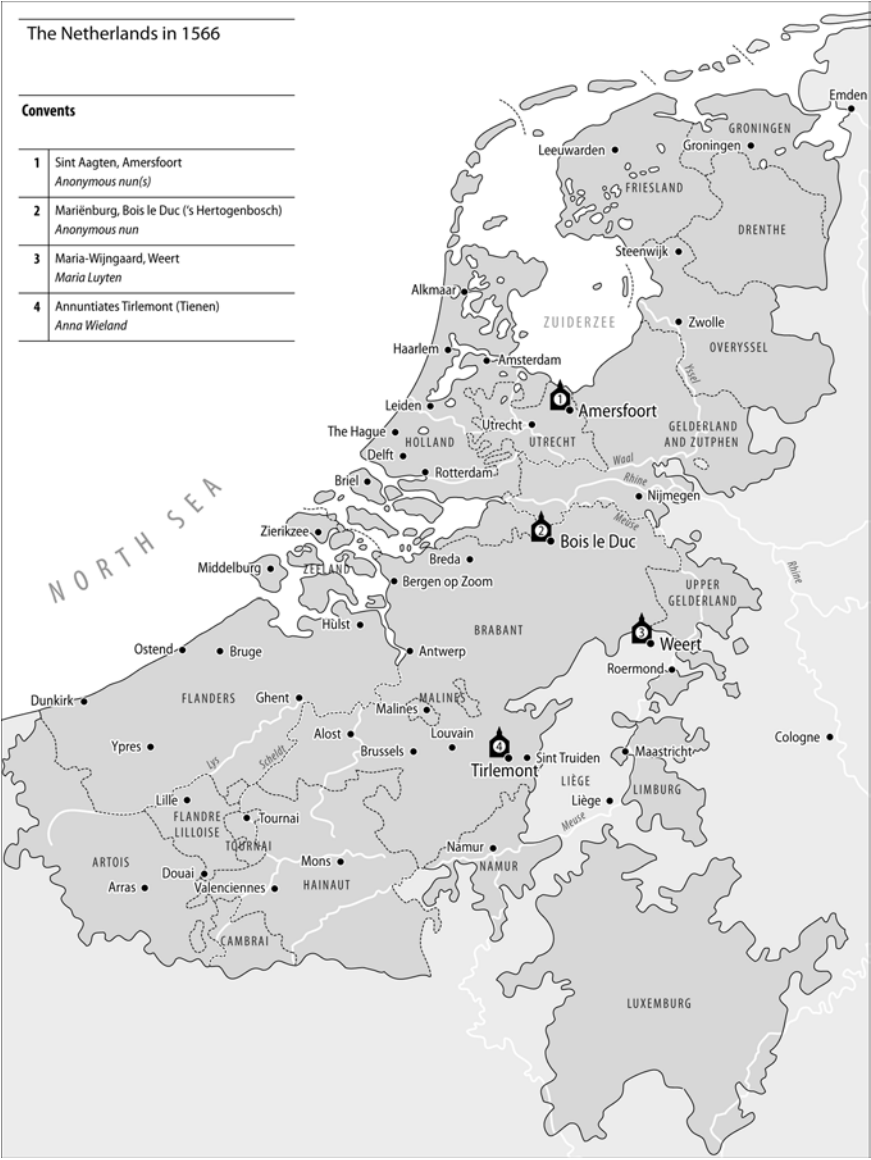 The Netherlands in 1566
Convents
1 Sint Aagten, Amersfoort
Anonymous nun(s)
2 Mariënburg, Bois le Duc ('s Hertogenbosch)
Anonymous nun
3 Maria-Wijngaard, Weert
Maria Luyten
4 Annuntiates Tirlemont (Tienen)
Anna Wieland
Emden
GRONINGEN
Groningen
Leeuwarden
FRIESLAND
DRENTHE
Steenwijk
Alkmaar
ZUIDERZEE
Zwolle
OVERYSSEL
Haarlem
Amsterdam
Yssel
1
Amersfoort
Leiden
Utrecht
UTRECHT
GELDERLAND
AND ZUTPHEN
The Hague
HOLLAND
Delft
Rotterdam
Waal
Rhine
Briel
Nijmegen
NORTH SEA
Meuse
2
Bois le Duc
Zierikzee
Breda
Rhine
Middelburg
ZEELAND
Bergen op Zoom
UPPER
GELDERLAND
Hulst
BRABANT
3
Weert
Ostend
Bruge
Antwerp
Roermond
Dunkirk
FLANDERS
Ghent
MALINES
Malines
Alost
Louvain
4
Cologne
Ypres
Lys
Scheldt
Brussels
Tirlemont
Sint Truiden
Maastricht
LIÈGE
LIMBURG
Lille
Liège
FLANDRE
LILLOISE
Tournai
Meuse
TOURNAI
Namur
ARTOIS
Mons
NAMUR
Douai
Arras
Valenciennes
HAINAUT
CAMBRAI
LUXEMBURG